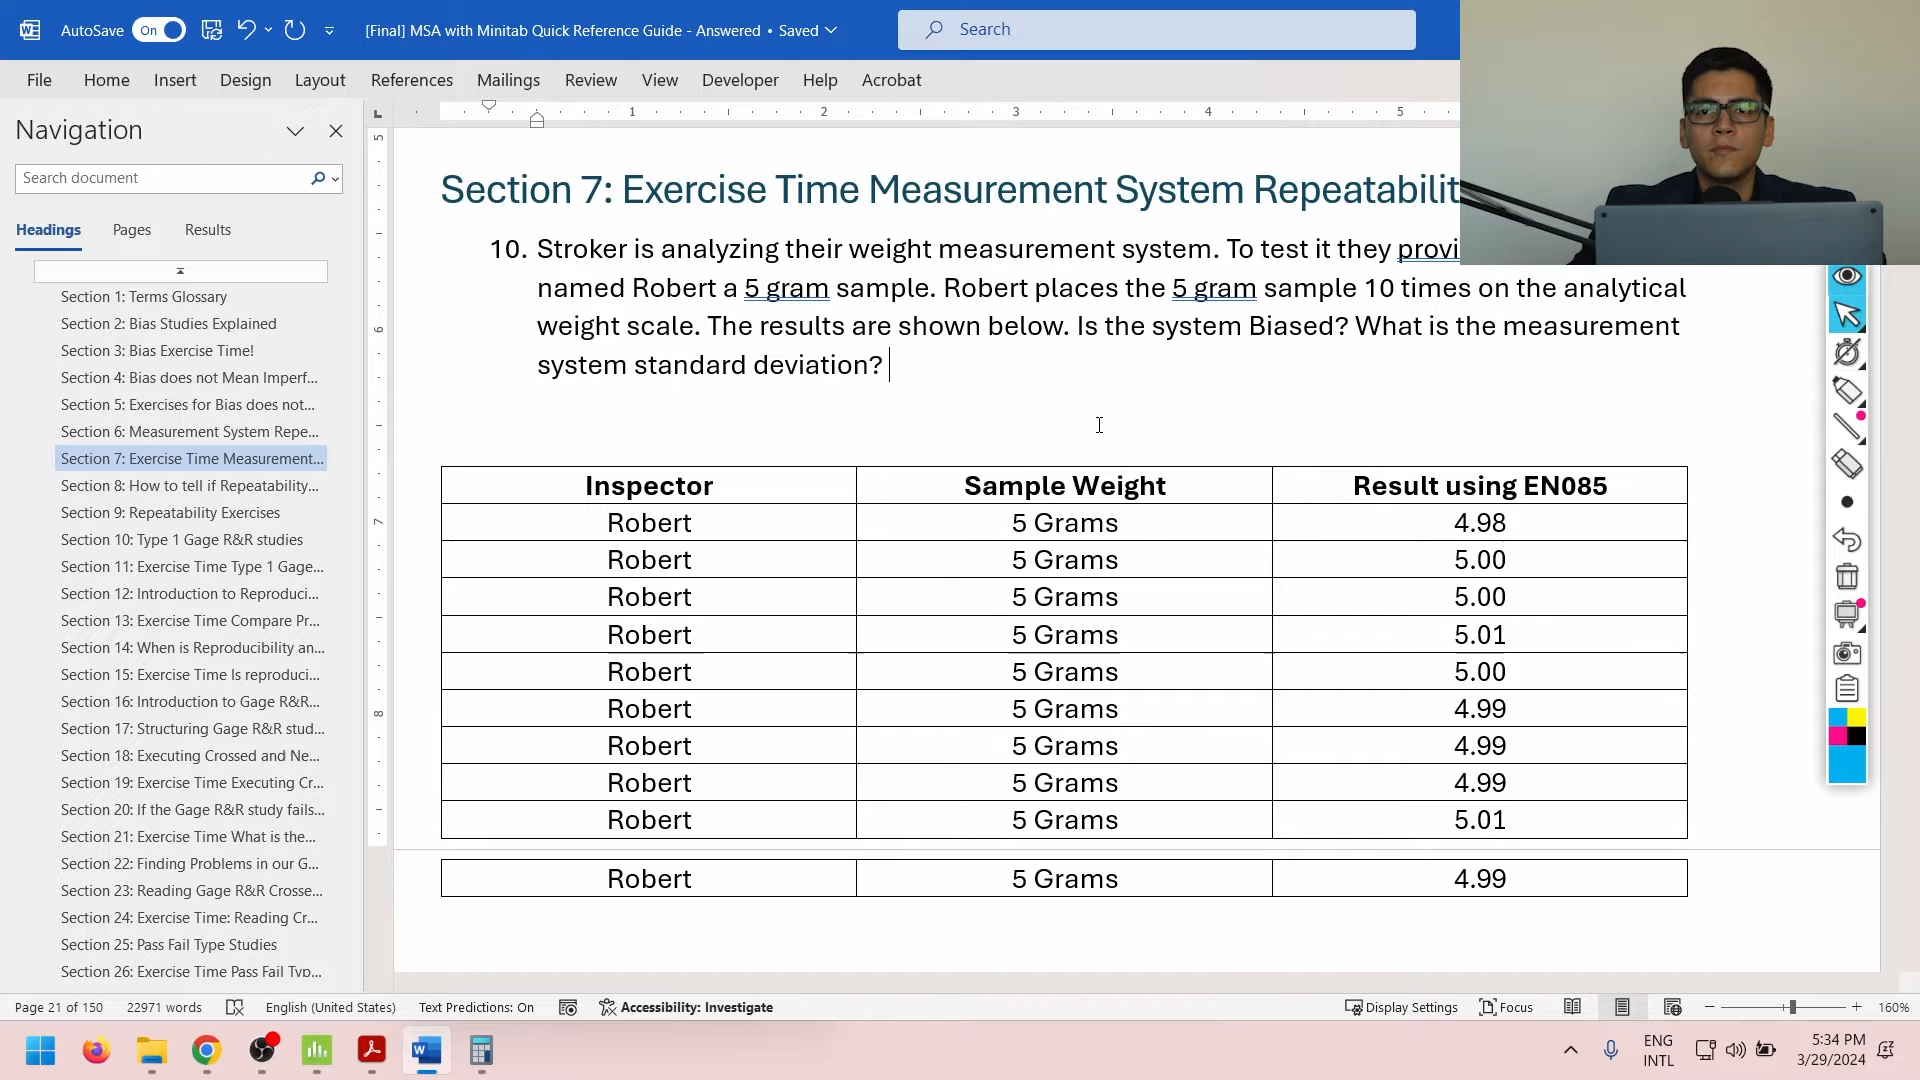 AutoSave On [Final] MSA with Minitab Quick Reference Guide - Answered • Saved Search
File Home Insert Design Layout References Mailings Review View Developer Help Acrobat
Navigation
Search document
Headings Pages Results
Section 1: Terms Glossary
Section 2: Bias Studies Explained
Section 3: Bias Exercise Time!
Section 4: Bias does not Mean Imperf...
Section 5: Exercises for Bias does not...
Section 6: Measurement System Repe...
Section 7: Exercise Time Measurement...
Section 8: How to tell if Repeatability...
Section 9: Repeatability Exercises
Section 10: Type 1 Gage R&R studies
Section 11: Exercise Time Type 1 Gage...
Section 12: Introduction to Reproduci...
Section 13: Exercise Time Compare Pr...
Section 14: When is Reproducibility an...
Section 15: Exercise Time Is reproduci...
Section 16: Introduction to Gage R&R...
Section 17: Structuring Gage R&R stud...
Section 18: Executing Crossed and Ne...
Section 19: Exercise Time Executing Cr...
Section 20: If the Gage R&R study fails...
Section 21: Exercise Time What is the...
Section 22: Finding Problems in our G...
Section 23: Reading Gage R&R Crosse...
Section 24: Exercise Time: Reading Cr...
Section 25: Pass Fail Type Studies
Section 26: Exercise Time Pass Fail Typ...
L 1 2 3 4 5
5
6
7
8
Section 7: Exercise Time Measurement System Repeatabilit
10. Stroker is analyzing their weight measurement system. To test it they provi
named Robert a 5 gram sample. Robert places the 5 gram sample 10 times on the analytical
weight scale. The results are shown below. Is the system Biased? What is the measurement
system standard deviation?
Inspector Sample Weight Result using EN085
Robert 5 Grams 4.98
Robert 5 Grams 5.00
Robert 5 Grams 5.00
Robert 5 Grams 5.01
Robert 5 Grams 5.00
Robert 5 Grams 4.99
Robert 5 Grams 4.99
Robert 5 Grams 4.99
Robert 5 Grams 5.01
Robert 5 Grams 4.99
Page 21 of 150 22971 words English (United States) Text Predictions: On Accessibility: Investigate Display Settings Focus 160%
ENG 5:34 PM
INTL 3/29/2024